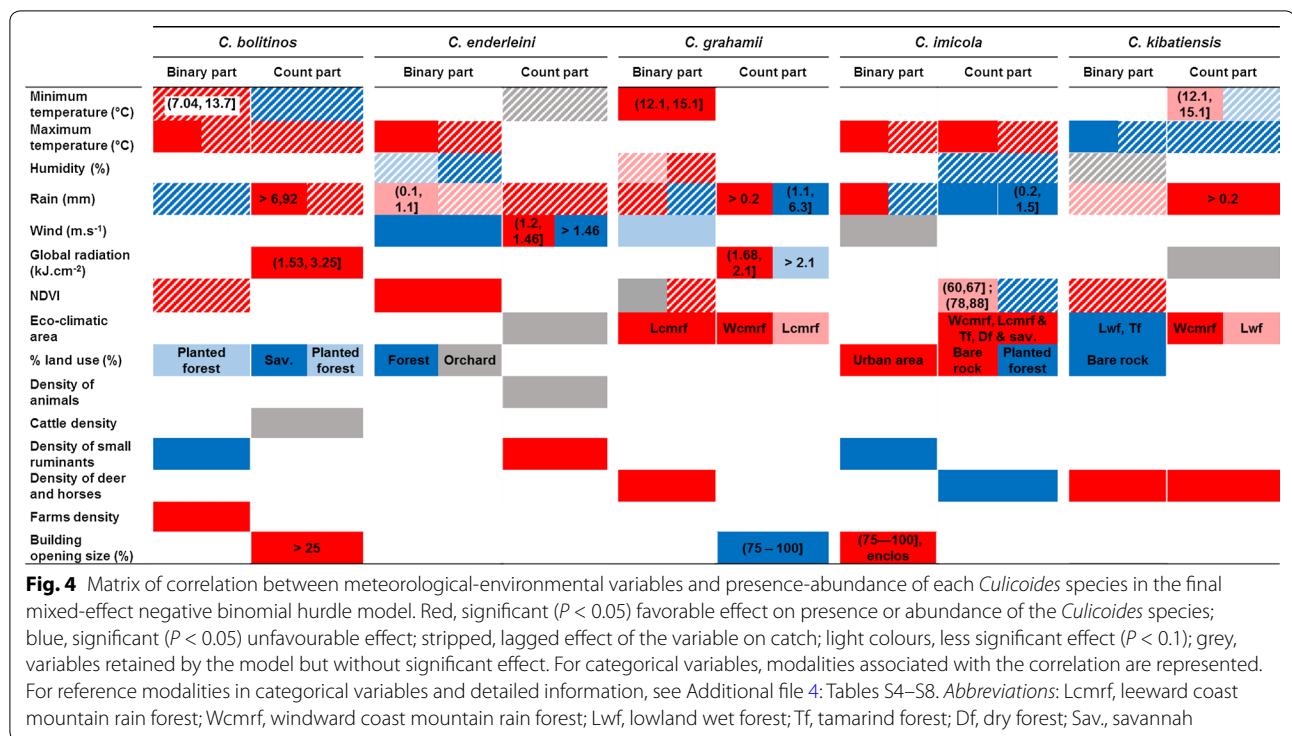 C. bolitinos C. enderleini C. grahamii C. imicola C. kibatiensis
Binary part Count part Binary part Count part Binary part Count part Binary part Count part Binary part Count part
Minimum temperature (°C) (7.04, 13.7] (12.1, 15.1] (12.1, 15.1]
Maximum temperature (°C)
Humidity (%)
Rain (mm) > 6,92 (0.1, 1.1] > 0.2 (1.1, 6.3] (0.2, 1.5] > 0.2
Wind (m.s-1) (1.2, 1.46] > 1.46
Global radiation (kJ.cm-2) (1.53, 3.25] (1.68, 2.1] > 2.1
NDVI (60,67] ; (78,88]
Eco-climatic area Lcmrf Wcmrf Lcmrf Wcmrf, Lcmrf & Tf, Df & sav. Lwf, Tf Wcmrf Lwf
% land use (%) Planted forest Sav. Planted forest Forest Orchard Urban area Bare rock Planted forest Bare rock
Density of animals
Cattle density
Density of small ruminants
Density of deer and horses
Farms density
Building opening size (%) > 25 (75 – 100] (75—100], enclos
Fig. 4 Matrix of correlation between meteorological-environmental variables and presence-abundance of each Culicoides species in the final
mixed-effect negative binomial hurdle model. Red, significant (P < 0.05) favorable effect on presence or abundance of the Culicoides species;
blue, significant (P < 0.05) unfavourable effect; stripped, lagged effect of the variable on catch; light colours, less significant effect (P < 0.1); grey,
variables retained by the model but without significant effect. For categorical variables, modalities associated with the correlation are represented.
For reference modalities in categorical variables and detailed information, see Additional file 4: Tables S4–S8. Abbreviations: Lcmrf, leeward coast
mountain rain forest; Wcmrf, windward coast mountain rain forest; Lwf, lowland wet forest; Tf, tamarind forest; Df, dry forest; Sav., savannah